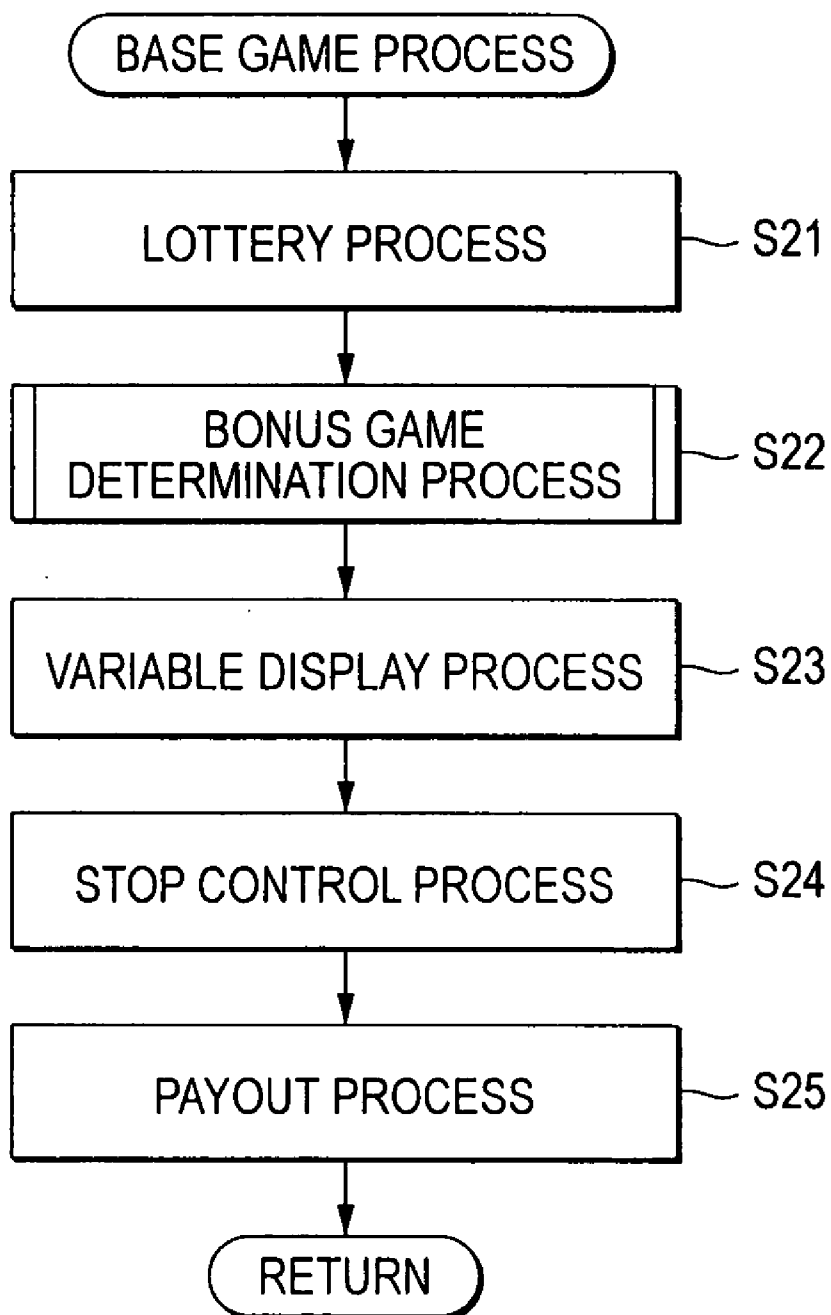 BASE GAME PROCESS
LOTTERY PROCESS
S21
BONUS GAME
DETERMINATION PROCESS
S22
VARIABLE DISPLAY PROCESS
S23
STOP CONTROL PROCESS
S24
PAYOUT PROCESS
S25
RETURN